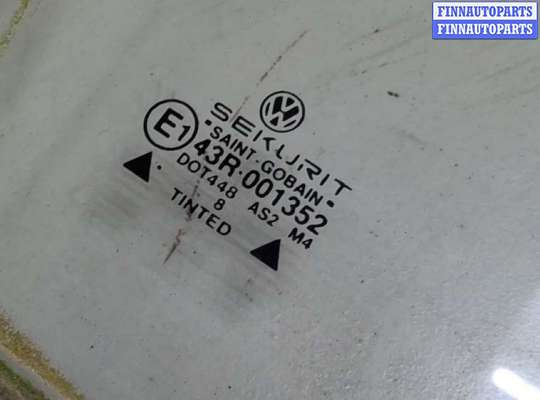 FINNAUTOPARTS
FINNAUTOPARTS
SEKURIT
SAINT-GOBAIN
E1
43R-001352
DOT448 AS2 M4
8
TINTED